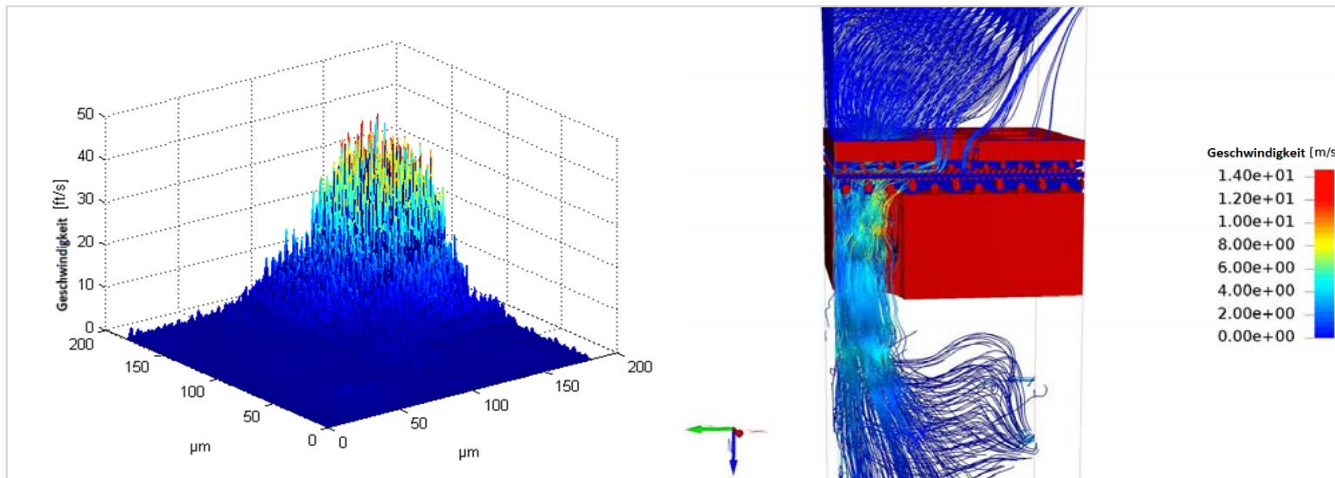 Geschwindigkeit [ft/s]
50
40
30
20
10
0
200
150
100
50
0
µm
0
50
100
150
200
µm
Geschwindigkeit [m/s
1.40e+01
1.20e+01
1.00e+01
8.00e+00
6.00e+00
4.00e+00
2.00e+00
0.00e+00